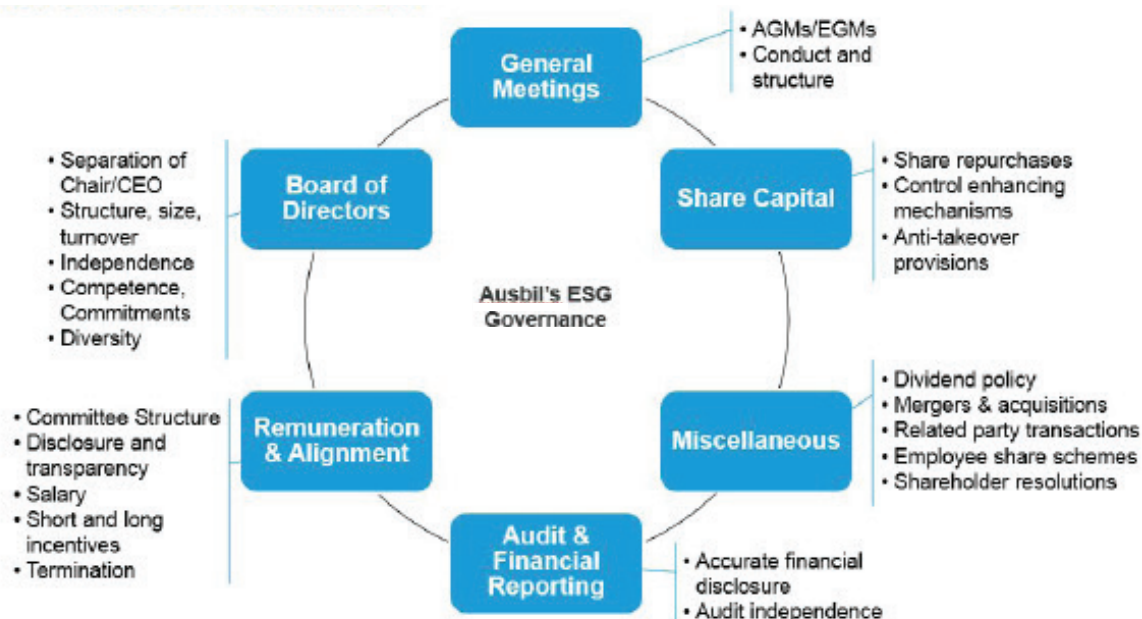 • AGMs/EGMs
• Conduct and
structure
General
Meetings
• Separation of
Chair/CEO
• Structure, size,
turnover
• Independence
• Competence,
Commitments
• Diversity
Board of
Directors
Share Capital
• Share repurchases
• Control enhancing
mechanisms
• Anti-takeover
provisions
Ausbil's ESG
Governance
• Committee Structure
• Disclosure and
transparency
• Salary
• Short and long
incentives
• Termination
Remuneration
& Alignment
Miscellaneous
• Dividend policy
• Mergers & acquisitions
• Related party transactions
• Employee share schemes
• Shareholder resolutions
Audit &
Financial
Reporting
• Accurate financial
disclosure
• Audit independence